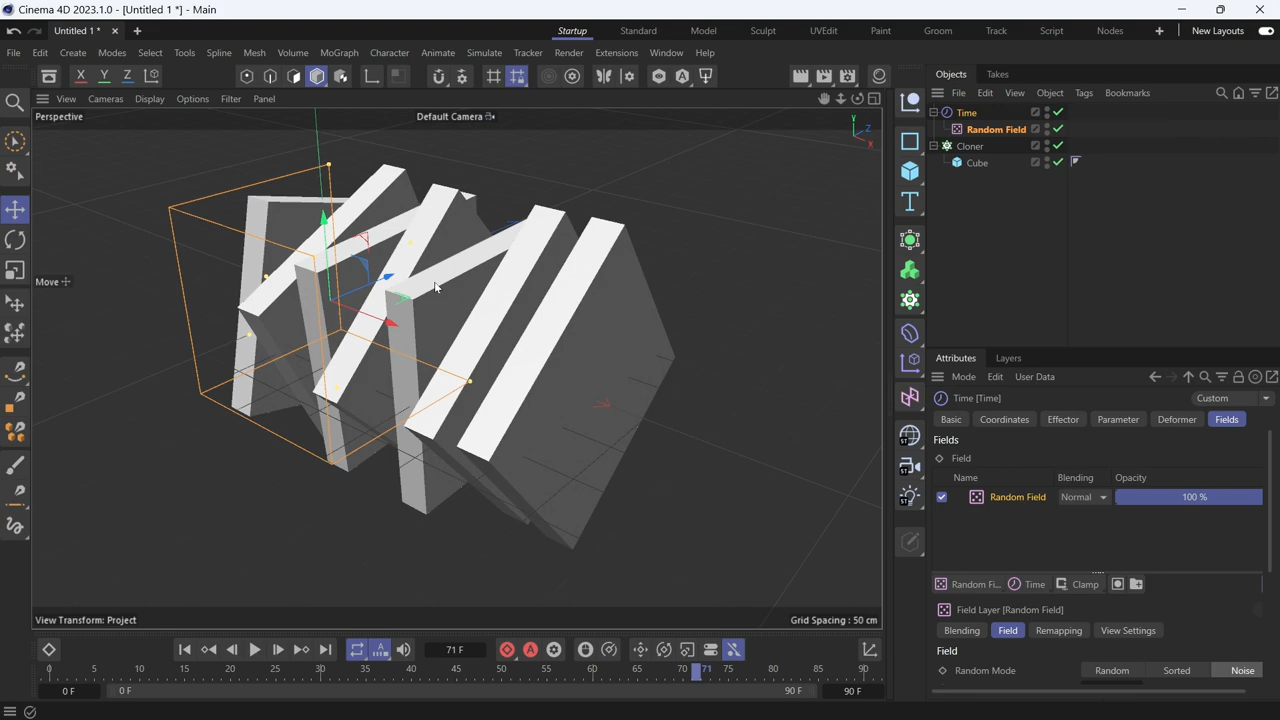 Cinema 4D 2023.1.0 - [Untitled 1 *] - Main
Untitled 1 *
Startup Standard Model Sculpt UVEdit Paint Groom Track Script Nodes New Layouts
File Edit Create Modes Select Tools Spline Mesh Volume MoGraph Character Animate Simulate Tracker Render Extensions Window Help
X Y Z
Objects Takes
View Cameras Display Options Filter Panel
File Edit View Object Tags Bookmarks
Perspective
Default Camera
Y
Z
X
Time
Random Field
Cloner
Cube
Move
Attributes Layers
Mode Edit User Data
Time [Time]
Custom
Basic Coordinates Effector Parameter Deformer Fields
Fields
Field
Name Blending Opacity
Random Field Normal 100 %
Random Fi... Time Clamp
Field Layer [Random Field]
Blending Field Remapping View Settings
Field
Random Mode Random Sorted Noise
View Transform: Project
Grid Spacing : 50 cm
71 F
0 5 10 15 20 25 30 35 40 45 50 55 60 65 70 71 75 80 85 90
0 F 0 F 90 F 90 F